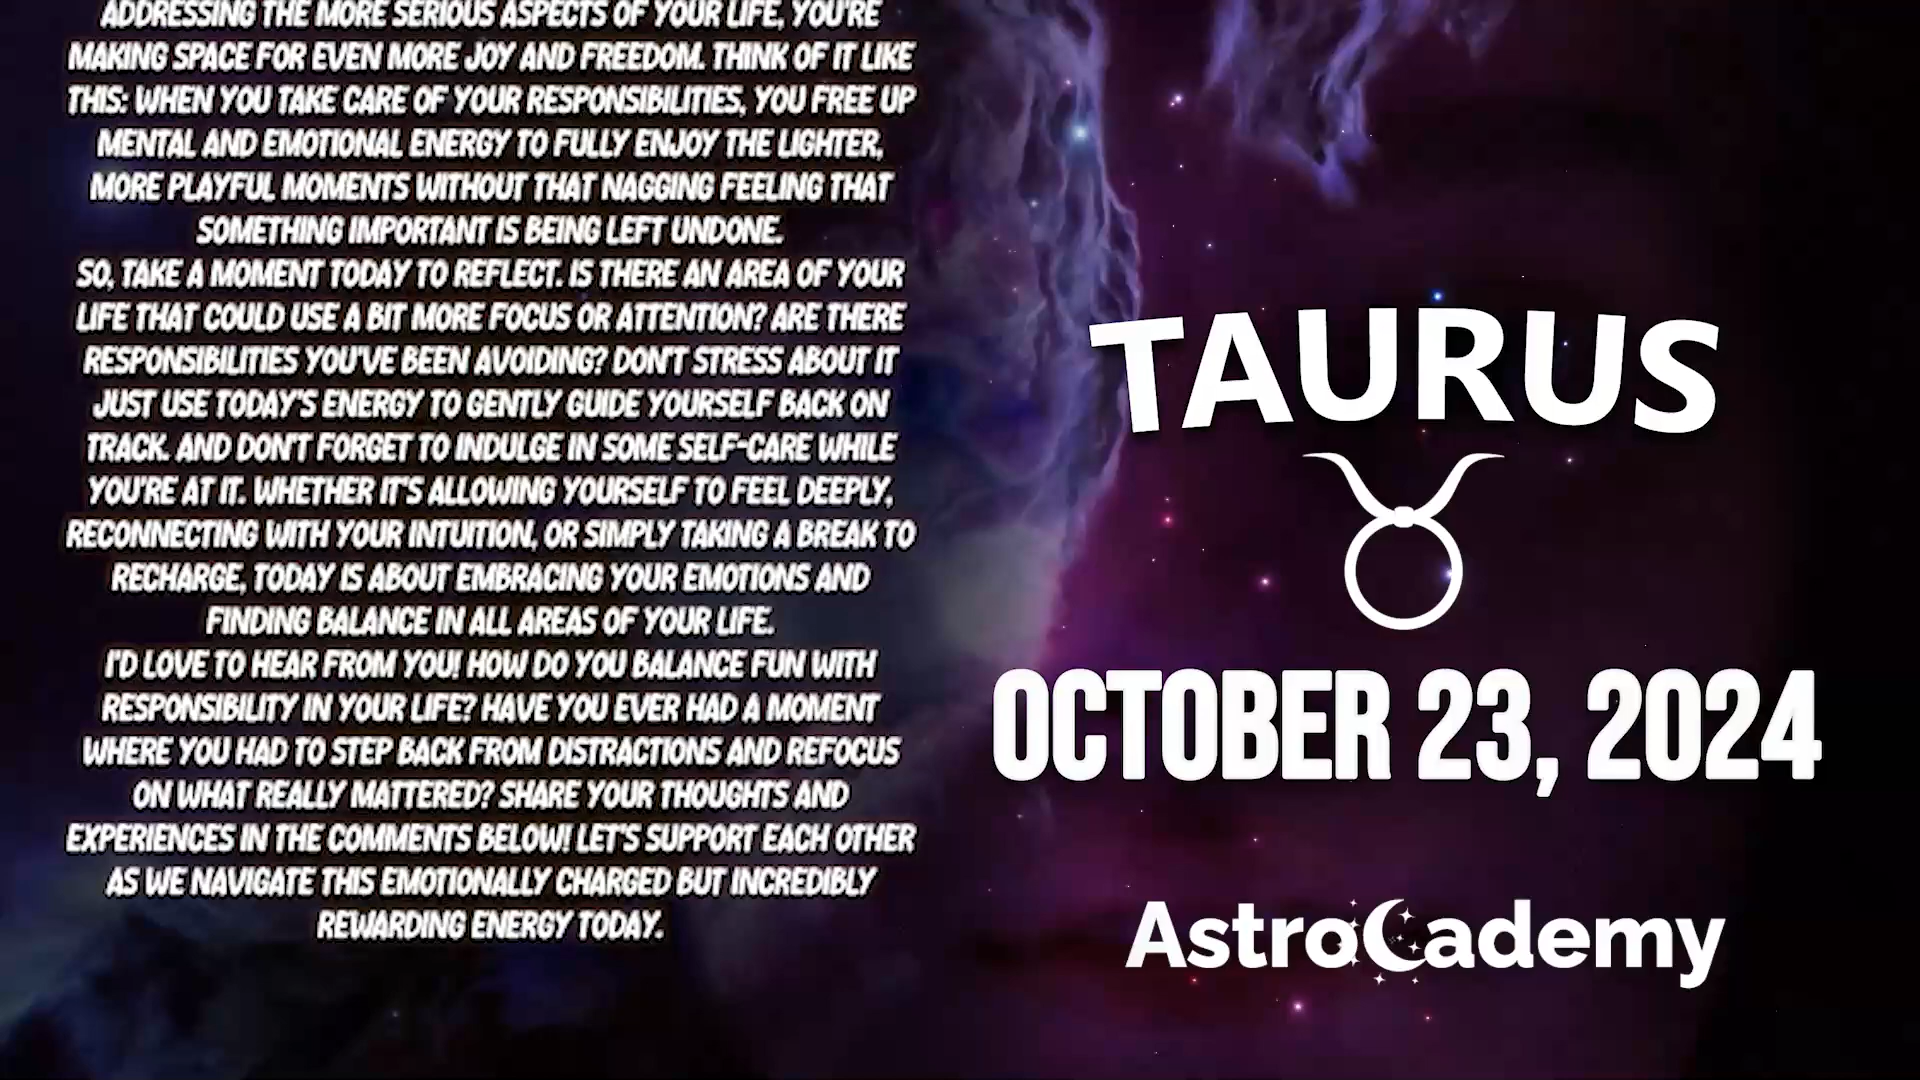 ADDRESSING THE MORE SERIOUS ASPECTS OF YOUR LIFE, YOU'RE
MAKING SPACE FOR EVEN MORE JOY AND FREEDOM. THINK OF IT LIKE
THIS: WHEN YOU TAKE CARE OF YOUR RESPONSIBILITIES, YOU FREE UP
MENTAL AND EMOTIONAL ENERGY TO FULLY ENJOY THE LIGHTER,
MORE PLAYFUL MOMENTS WITHOUT THAT NAGGING FEELING THAT
SOMETHING IMPORTANT IS BEING LEFT UNDONE.
SO, TAKE A MOMENT TODAY TO REFLECT. IS THERE AN AREA OF YOUR
LIFE THAT COULD USE A BIT MORE FOCUS OR ATTENTION? ARE THERE
RESPONSIBILITIES YOU'VE BEEN AVOIDING? DON'T STRESS ABOUT IT
JUST USE TODAY'S ENERGY TO GENTLY GUIDE YOURSELF BACK ON
TRACK. AND DON'T FORGET TO INDULGE IN SOME SELF-CARE WHILE
YOU'RE AT IT. WHETHER IT'S ALLOWING YOURSELF TO FEEL DEEPLY,
RECONNECTING WITH YOUR INTUITION, OR SIMPLY TAKING A BREAK TO
RECHARGE, TODAY IS ABOUT EMBRACING YOUR EMOTIONS AND
FINDING BALANCE IN ALL AREAS OF YOUR LIFE.
I'D LOVE TO HEAR FROM YOU! HOW DO YOU BALANCE FUN WITH
RESPONSIBILITY IN YOUR LIFE? HAVE YOU EVER HAD A MOMENT
WHERE YOU HAD TO STEP BACK FROM DISTRACTIONS AND REFOCUS
ON WHAT REALLY MATTERED? SHARE YOUR THOUGHTS AND
EXPERIENCES IN THE COMMENTS BELOW! LET'S SUPPORT EACH OTHER
AS WE NAVIGATE THIS EMOTIONALLY CHARGED BUT INCREDIBLY
REWARDING ENERGY TODAY.
TAURUS
OCTOBER 23, 2024
AstroCademy